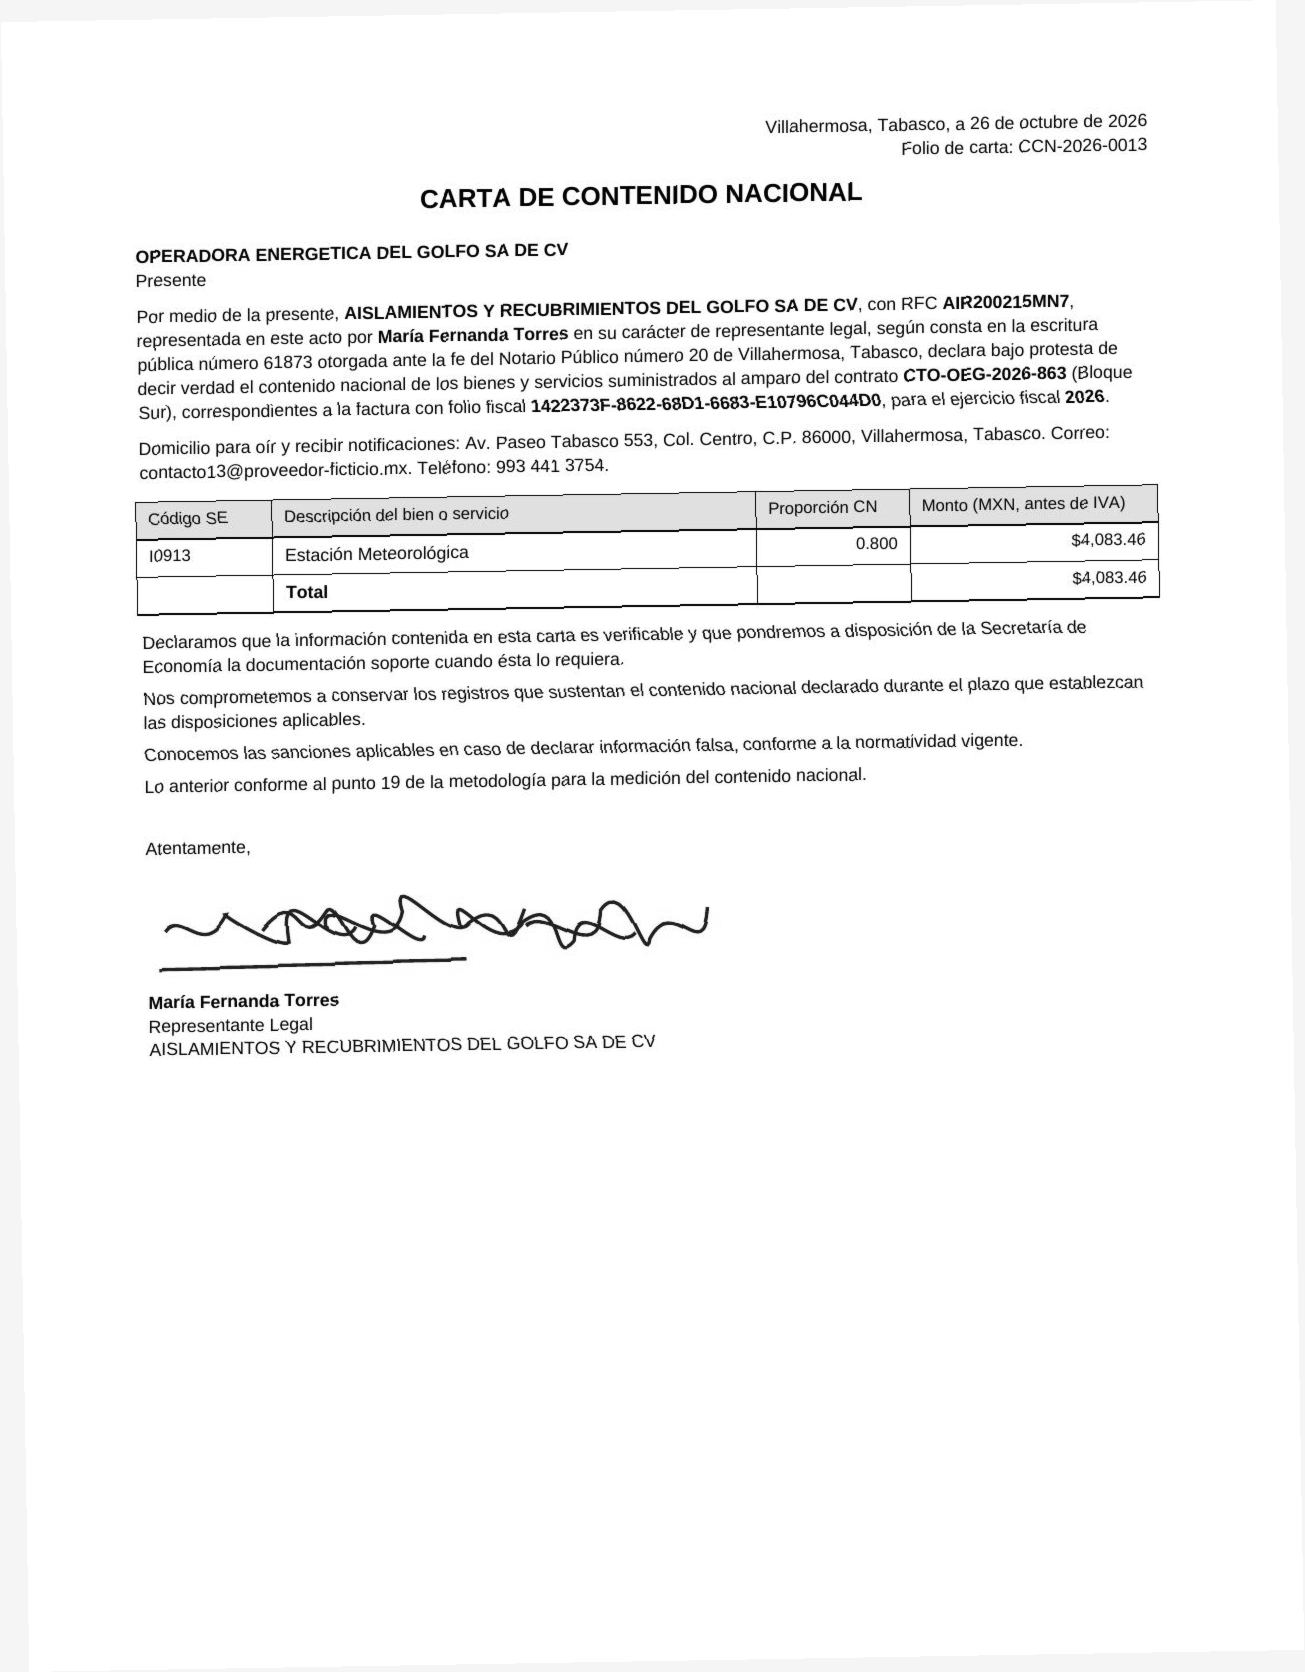 Villahermosa, Tabasco, a 26 de octubre de 2026
Folio de carta: CCN-2026-0013
CARTA DE CONTENIDO NACIONAL
OPERADORA ENERGETICA DEL GOLFO SA DE CV
Presente
Por medio de la presente, AISLAMIENTOS Y RECUBRIMIENTOS DEL GOLFO SA DE CV, con RFC AIR200215MN7,
representada en este acto por María Fernanda Torres en su carácter de representante legal, según consta en la escritura
pública número 61873 otorgada ante la fe del Notario Público número 20 de Villahermosa, Tabasco, declara bajo protesta de
decir verdad el contenido nacional de los bienes y servicios suministrados al amparo del contrato CTO-OEG-2026-863 (Bloque
Sur), correspondientes a la factura con folio fiscal 1422373F-8622-68D1-6683-E10796C044D0, para el ejercicio fiscal 2026.
Domicilio para oír y recibir notificaciones: Av. Paseo Tabasco 553, Col. Centro, C.P. 86000, Villahermosa, Tabasco. Correo:
contacto13@proveedor-ficticio.mx. Teléfono: 993 441 3754.
Código SE Descripción del bien o servicio Proporción CN Monto (MXN, antes de IVA)
I0913 Estación Meteorológica 0.800 $4,083.46
Total $4,083.46
Declaramos que la información contenida en esta carta es verificable y que pondremos a disposición de la Secretaría de
Economía la documentación soporte cuando ésta lo requiera.
Nos comprometemos a conservar los registros que sustentan el contenido nacional declarado durante el plazo que establezcan
las disposiciones aplicables.
Conocemos las sanciones aplicables en caso de declarar información falsa, conforme a la normatividad vigente.
Lo anterior conforme al punto 19 de la metodología para la medición del contenido nacional.
Atentamente,
María Fernanda Torres
Representante Legal
AISLAMIENTOS Y RECUBRIMIENTOS DEL GOLFO SA DE CV